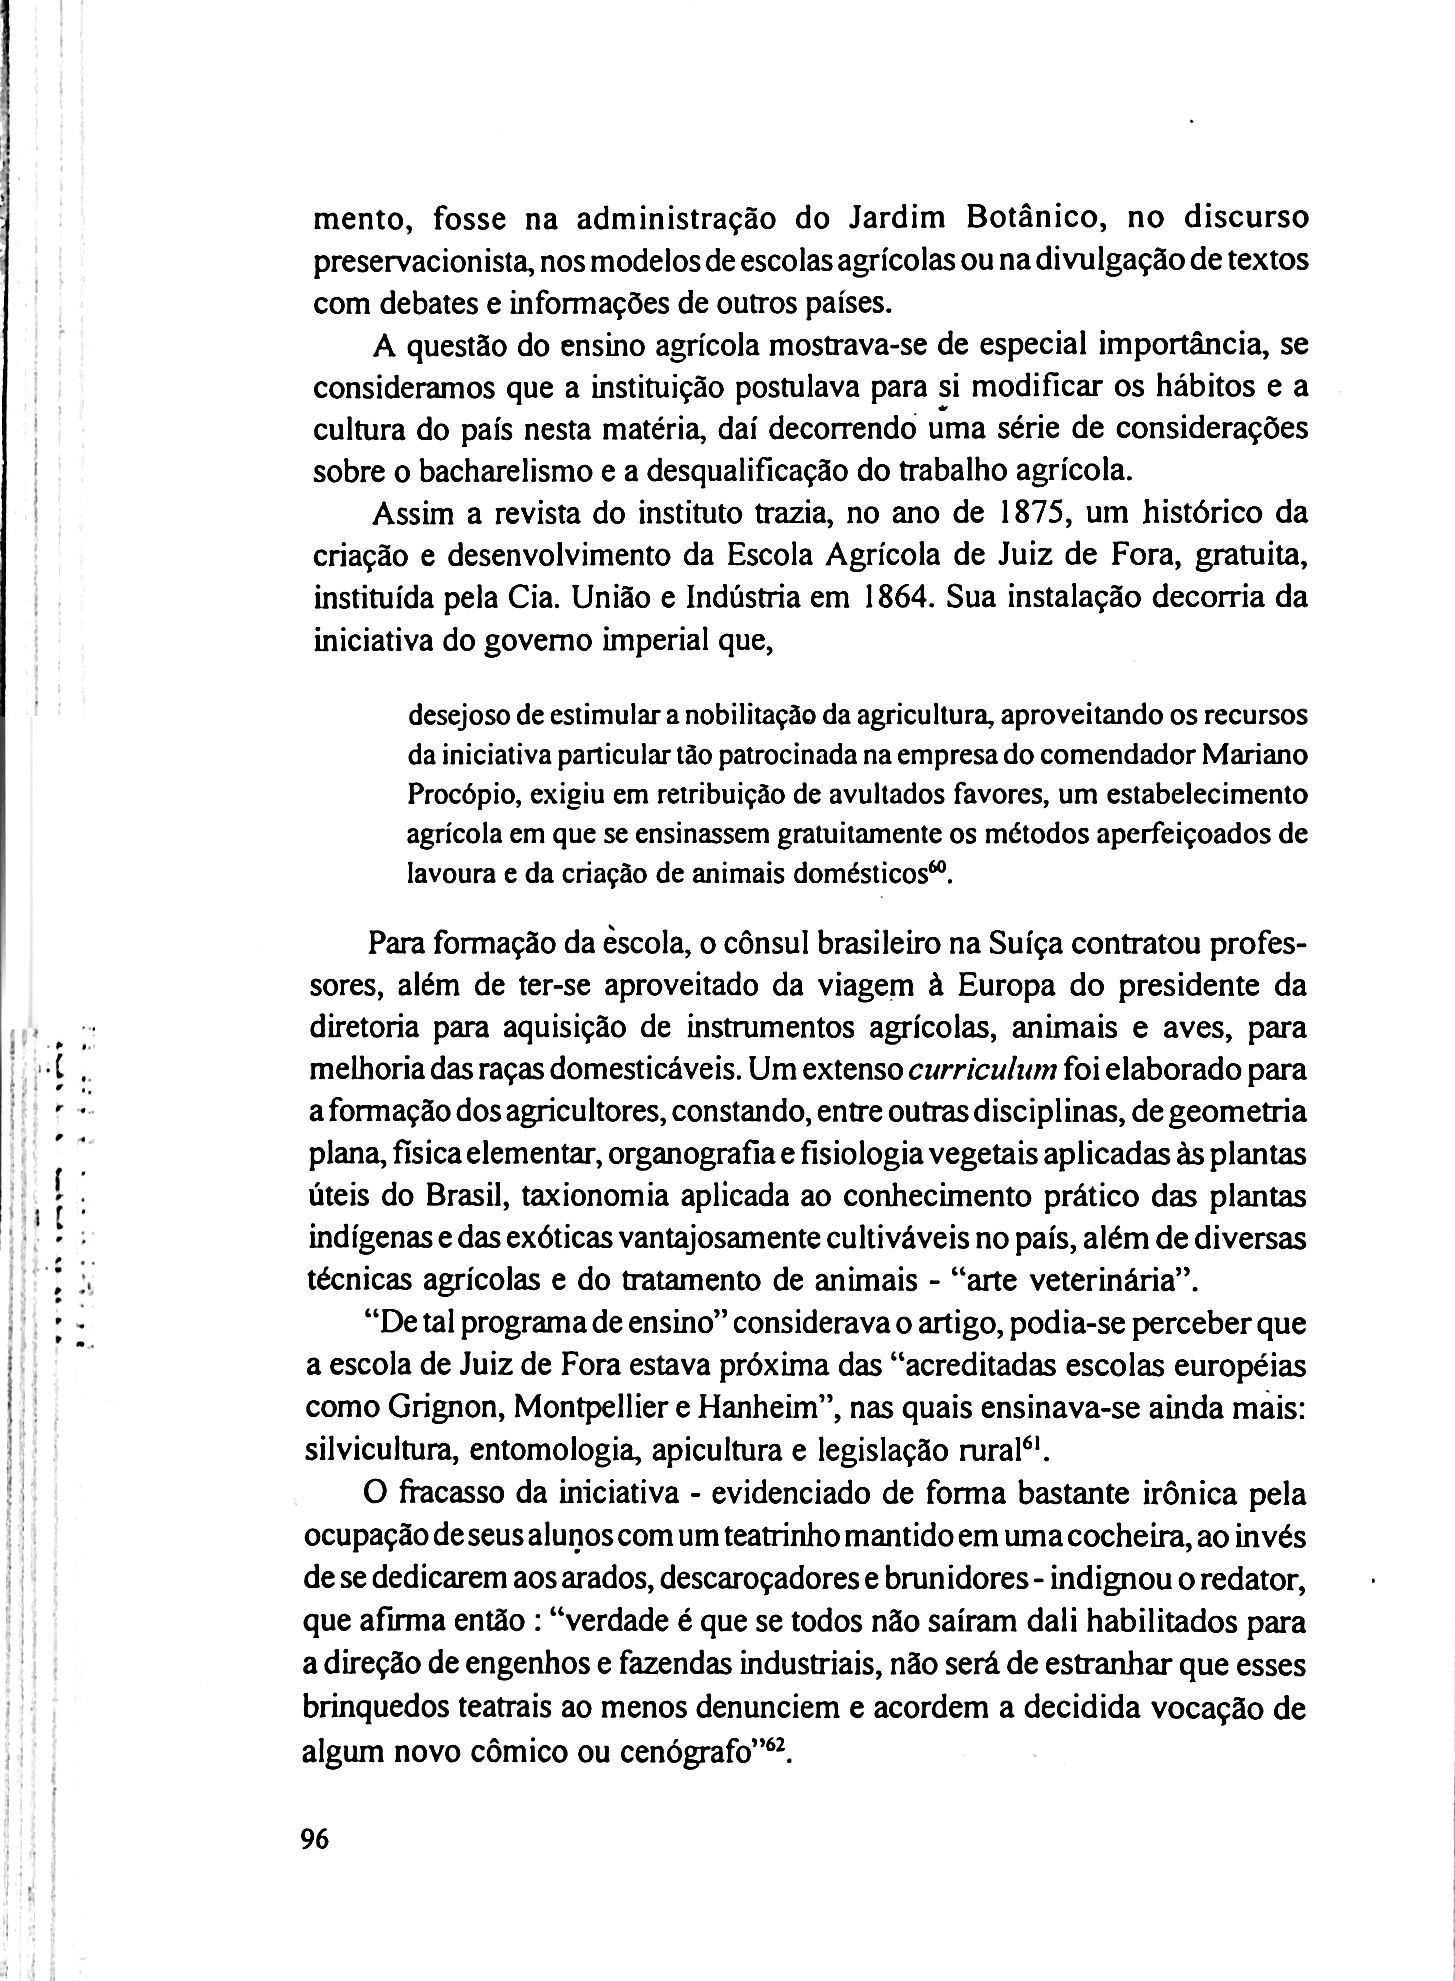 mento, fosse na administração do Jardim Botânico, no discurso
preservacionista, nos modelos de escolas agrícolas ou na divulgação de textos
com debates e informações de outros países.
A questão do ensino agrícola mostrava-se de especial importância, se
consideramos que a instituição postulava para si modificar os hábitos e a
cultura do país nesta matéria, daí decorrendo uma série de considerações
sobre o bacharelismo e a desqualificação do trabalho agrícola.
Assim a revista do instituto trazia, no ano de 1875, um histórico da
criação e desenvolvimento da Escola Agrícola de Juiz de Fora, gratuita,
instituída pela Cia. União e Indústria em 1864. Sua instalação decorria da
iniciativa do governo imperial que,
desejoso de estimular a nobilitação da agricultura, aproveitando os recursos
da iniciativa particular tão patrocinada na empresa do comendador Mariano
Procópio, exigiu em retribuição de avultados favores, um estabelecimento
agrícola em que se ensinassem gratuitamente os métodos aperfeiçoados de
lavoura e da criação de animais domésticos⁶⁰.
Para formação da escola, o cônsul brasileiro na Suíça contratou profes-
sores, além de ter-se aproveitado da viagem à Europa do presidente da
diretoria para aquisição de instrumentos agrícolas, animais e aves, para
melhoria das raças domesticáveis. Um extenso curriculum foi elaborado para
a formação dos agricultores, constando, entre outras disciplinas, de geometria
plana, física elementar, organografia e fisiologia vegetais aplicadas às plantas
úteis do Brasil, taxionomia aplicada ao conhecimento prático das plantas
indígenas e das exóticas vantajosamente cultiváveis no país, além de diversas
técnicas agrícolas e do tratamento de animais - “arte veterinária”.
“De tal programa de ensino” considerava o artigo, podia-se perceber que
a escola de Juiz de Fora estava próxima das “acreditadas escolas européias
como Grignon, Montpellier e Hanheim”, nas quais ensinava-se ainda mais:
silvicultura, entomologia, apicultura e legislação rural⁶¹.
O fracasso da iniciativa - evidenciado de forma bastante irônica pela
ocupação de seus alunos com um teatrinho mantido em uma cocheira, ao invés
de se dedicarem aos arados, descaroçadores e brunidores - indignou o redator,
que afirma então : “verdade é que se todos não saíram dali habilitados para
a direção de engenhos e fazendas industriais, não será de estranhar que esses
brinquedos teatrais ao menos denunciem e acordem a decidida vocação de
algum novo cômico ou cenógrafo”⁶².
96